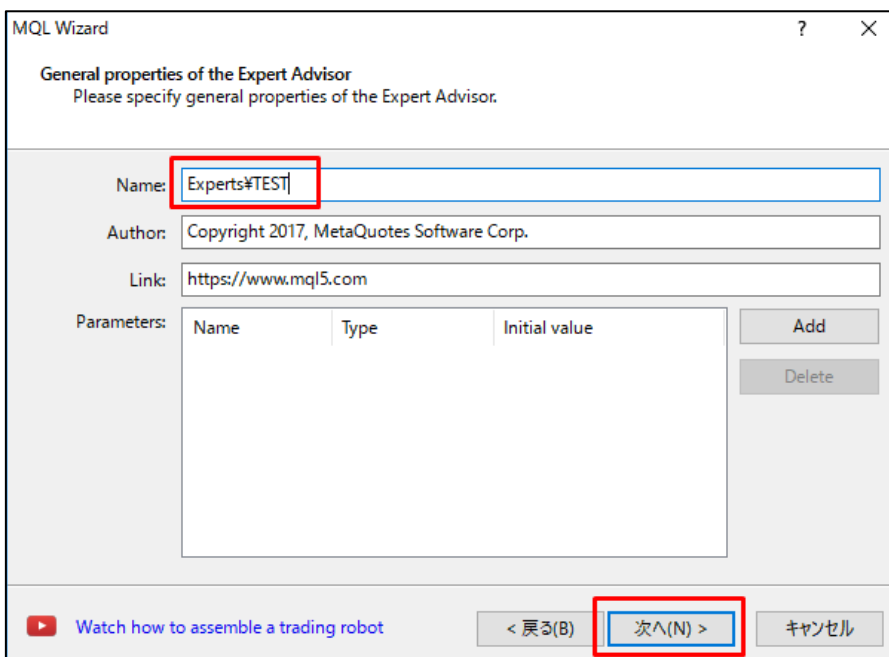 MQL Wizard ? ×
General properties of the Expert Advisor
Please specify general properties of the Expert Advisor.
Name: Experts¥TEST
Author: Copyright 2017, MetaQuotes Software Corp.
Link: https://www.mql5.com
Parameters: Name Type Initial value Add
Delete
Watch how to assemble a trading robot < 戻る(B) 次へ(N) > キャンセル